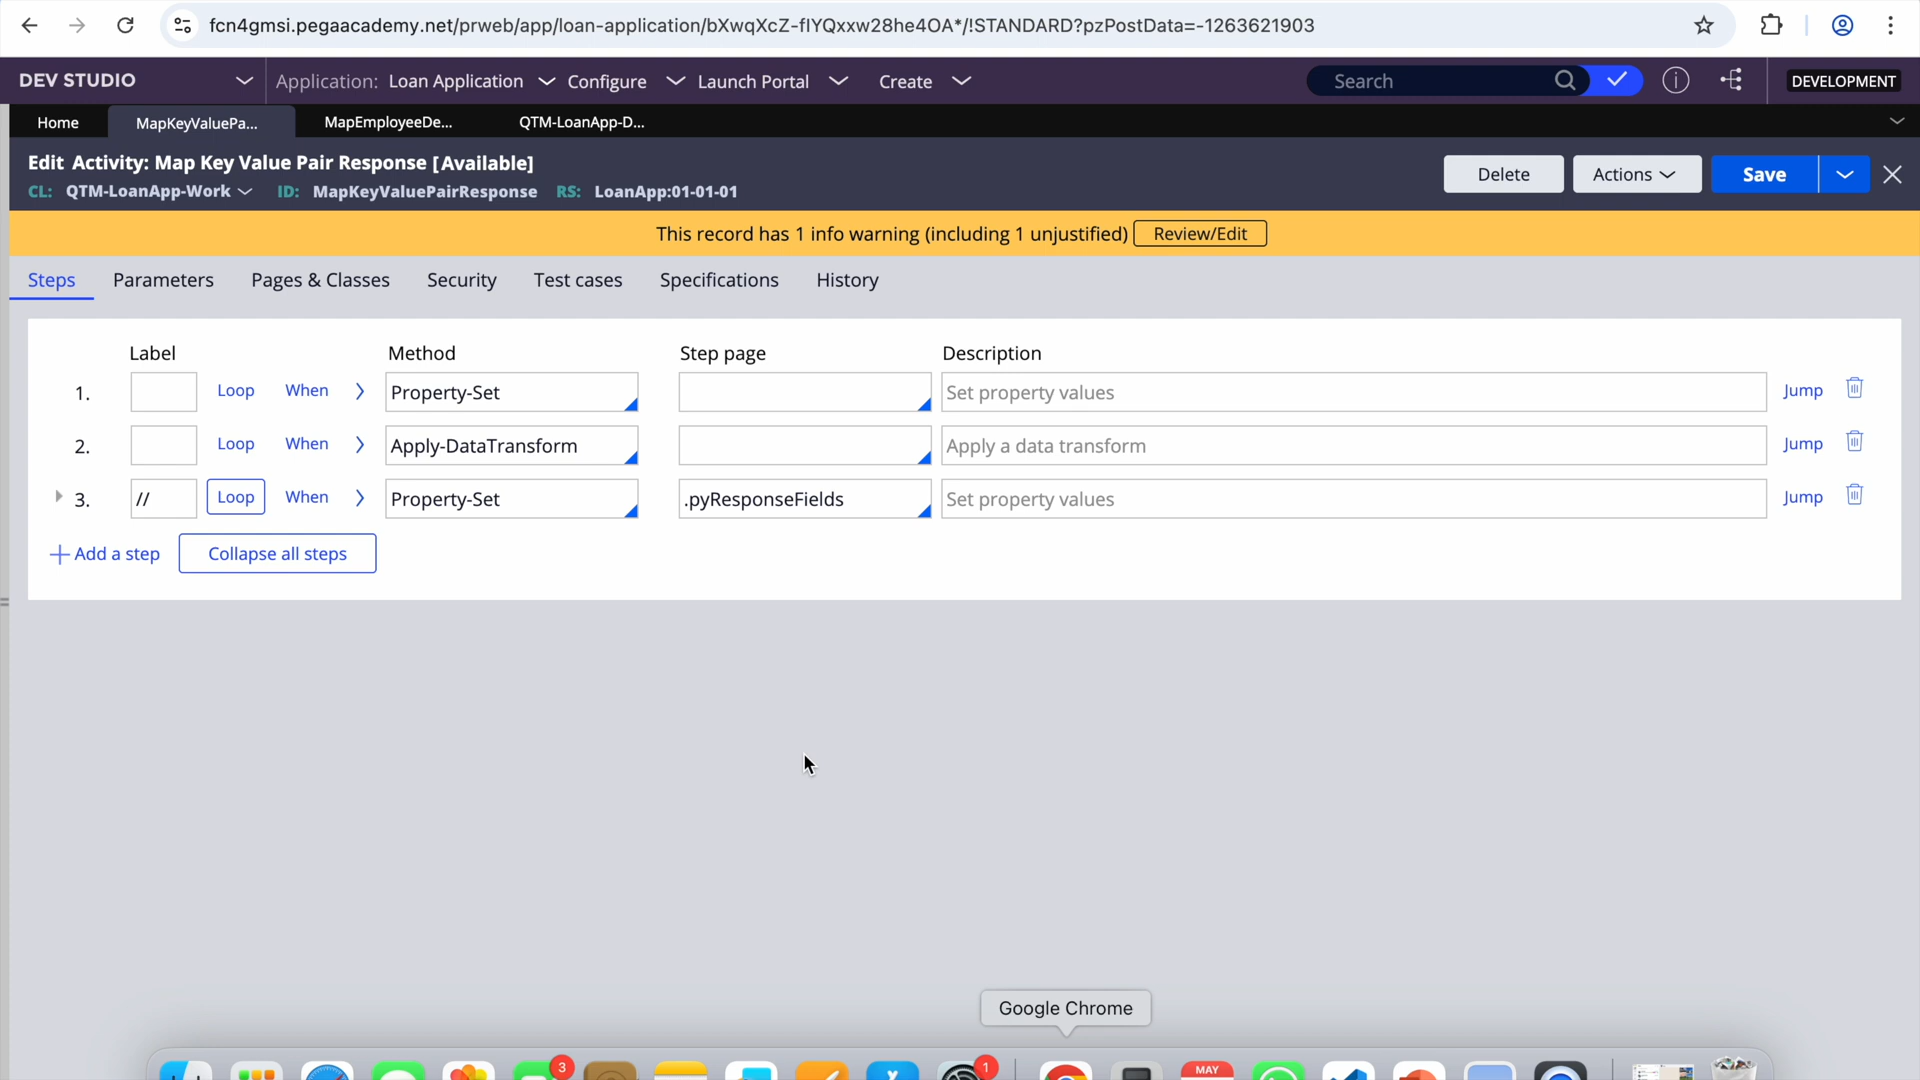 fcn4gmsi.pegaacademy.net/prweb/app/loan-application/bXwqXcZ-fIYQxxw28he4OA*/!STANDARD?pzPostData=-1263621903
DEV STUDIO Application: Loan Application Configure Launch Portal Create Search DEVELOPMENT
Home MapKeyValuePa... MapEmployeeDe... QTM-LoanApp-D...
Edit Activity: Map Key Value Pair Response [Available] Delete Actions Save
CL: QTM-LoanApp-Work ID: MapKeyValuePairResponse RS: LoanApp:01-01-01
This record has 1 info warning (including 1 unjustified) Review/Edit
Steps Parameters Pages & Classes Security Test cases Specifications History
Label Method Step page Description
1. Loop When Property-Set Set property values Jump
2. Loop When Apply-DataTransform Apply a data transform Jump
3. // Loop When Property-Set .pyResponseFields Set property values Jump
Add a step Collapse all steps
Google Chrome
3 1 MAY